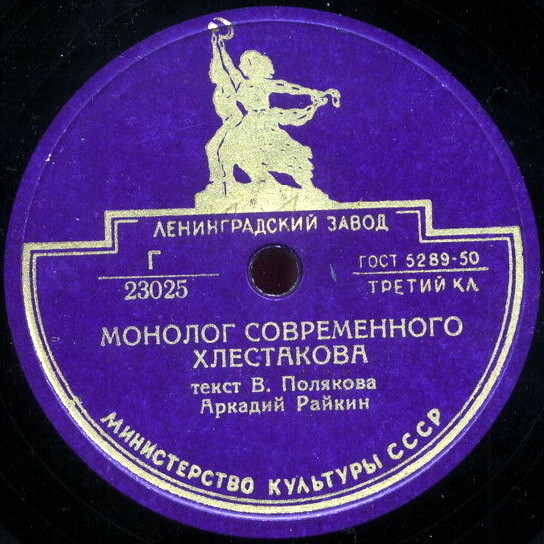 ЛЕНИНГРАДСКИЙ ЗАВОД
Г
23025
ГОСТ 5289-50
ТРЕТИЙ КЛ
МОНОЛОГ СОВРЕМЕННОГО
ХЛЕСТАКОВА
текст В. Полякова
Аркадий Райкин
МИНИСТЕРСТВО КУЛЬТУРЫ СССР